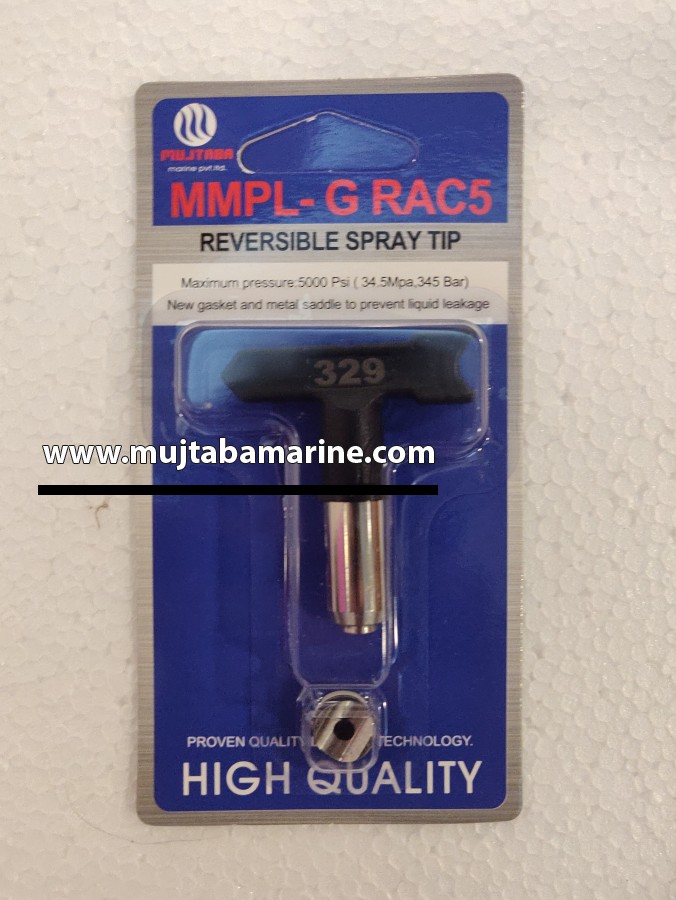 MUJTABA
marine pvt.ltd.
MMPL- G RAC5
REVERSIBLE SPRAY TIP
Maximum pressure:5000 Psi ( 34.5Mpa,345 Bar)
New gasket and metal saddle to prevent liquid leakage
329
www.mujtabamarine.com
PROVEN QUALITY TECHNOLOGY.
HIGH QUALITY